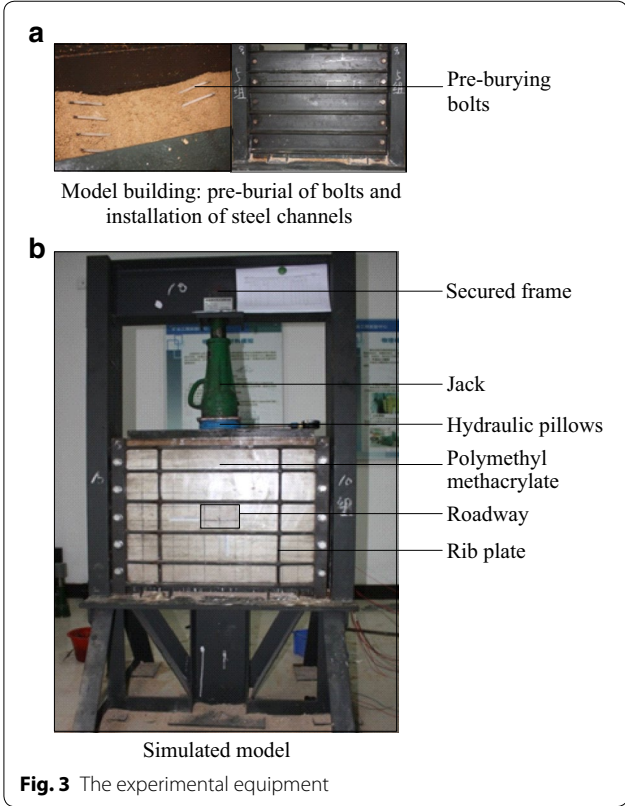 a
Pre-burying
bolts
Model building: pre-burial of bolts and
installation of steel channels
b
18
Secured frame
Jack
Hydraulic pillows
Polymethyl
methacrylate
Roadway
Rib plate
Simulated model
Fig. 3 The experimental equipment